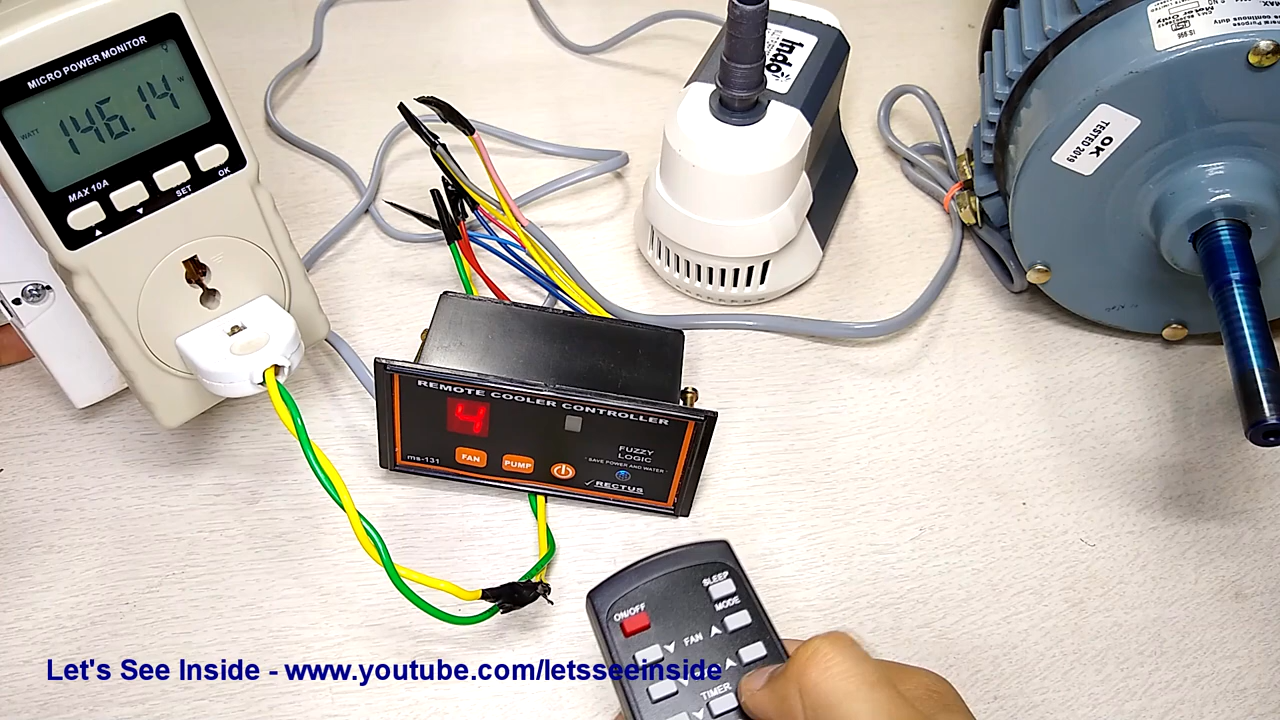 MICRO POWER MONITOR
WATT
146.14
W
MAX 10A
SET
OK
Indo
OK
TESTED 2019
IS:996
REMOTE COOLER CONTROLLER
4
FAN
PUMP
ms-131
FUZZY
LOGIC
SAVE POWER AND WATER
RECTUS
SLEEP
ON/OFF
MODE
FAN
TIMER
Let's See Inside - www.youtube.com/letsseeinside